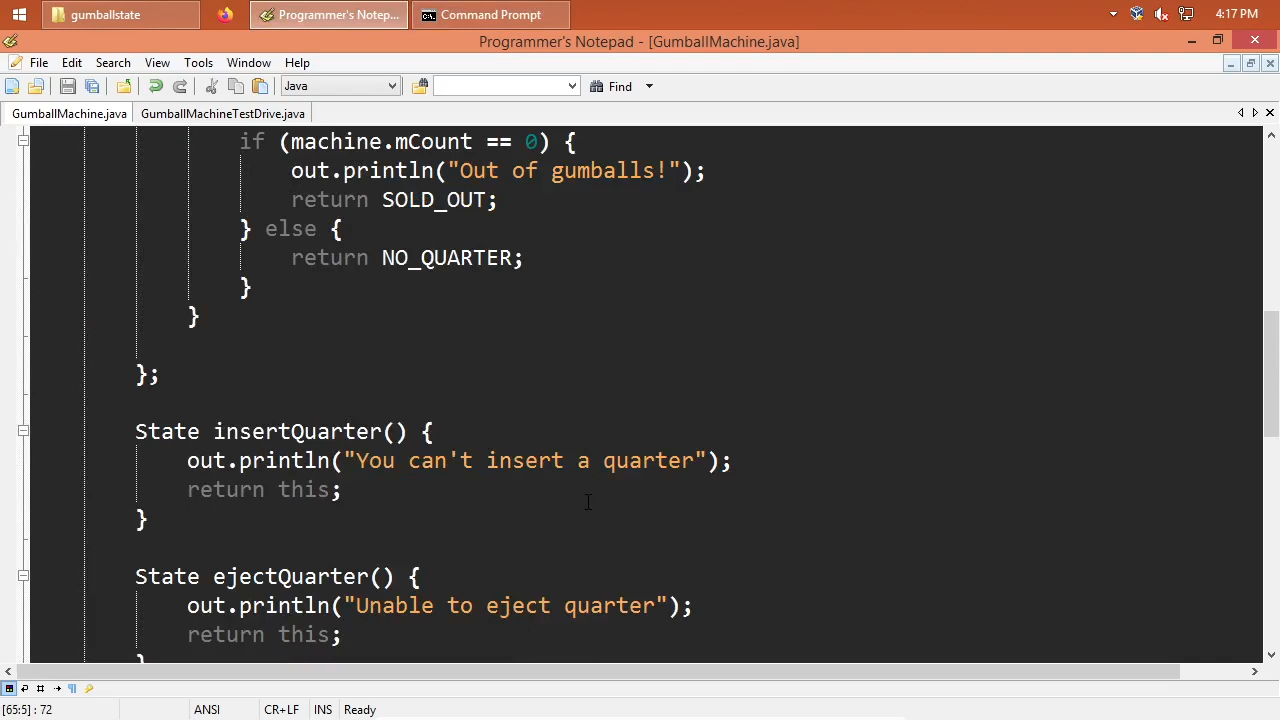 gumballstate
Programmer's Notep...
Command Prompt
4:17 PM
Programmer's Notepad - [GumballMachine.java]
File Edit Search View Tools Window Help
Java
Find
GumballMachine.java
GumballMachineTestDrive.java
if (machine.mCount == 0) {
out.println("Out of gumballs!");
return SOLD_OUT;
} else {
return NO_QUARTER;
}
}
};
State insertQuarter() {
out.println("You can't insert a quarter");
return this;
}
State ejectQuarter() {
out.println("Unable to eject quarter");
return this;
}
[65:5] : 72
ANSI
CR+LF
INS
Ready